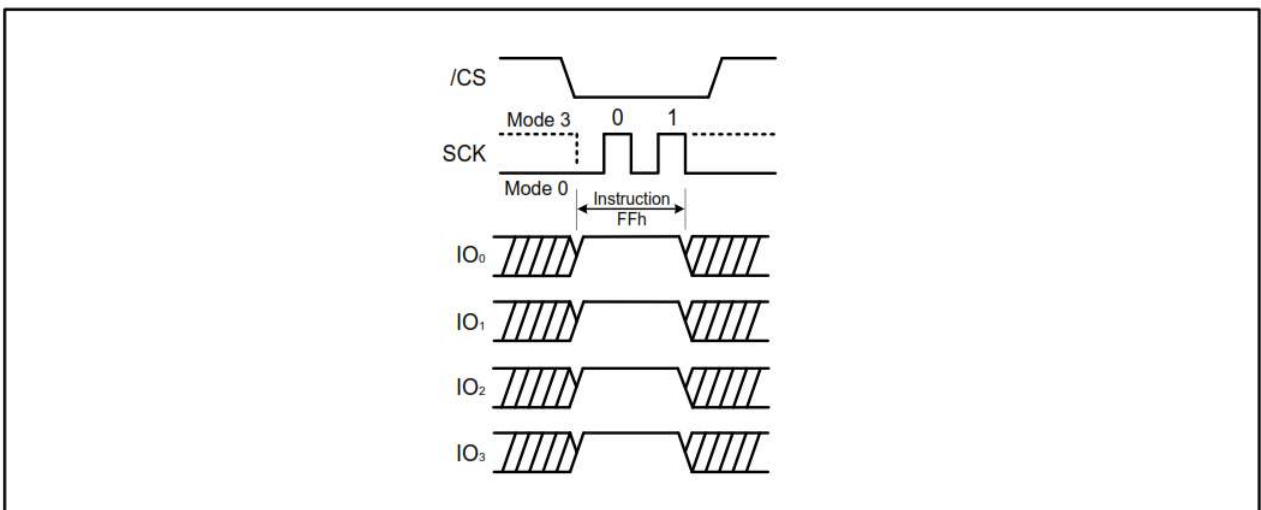 /CS
Mode 3 0 1
SCK
Mode 0
Instruction
FFh
IO₀
IO₁
IO₂
IO₃